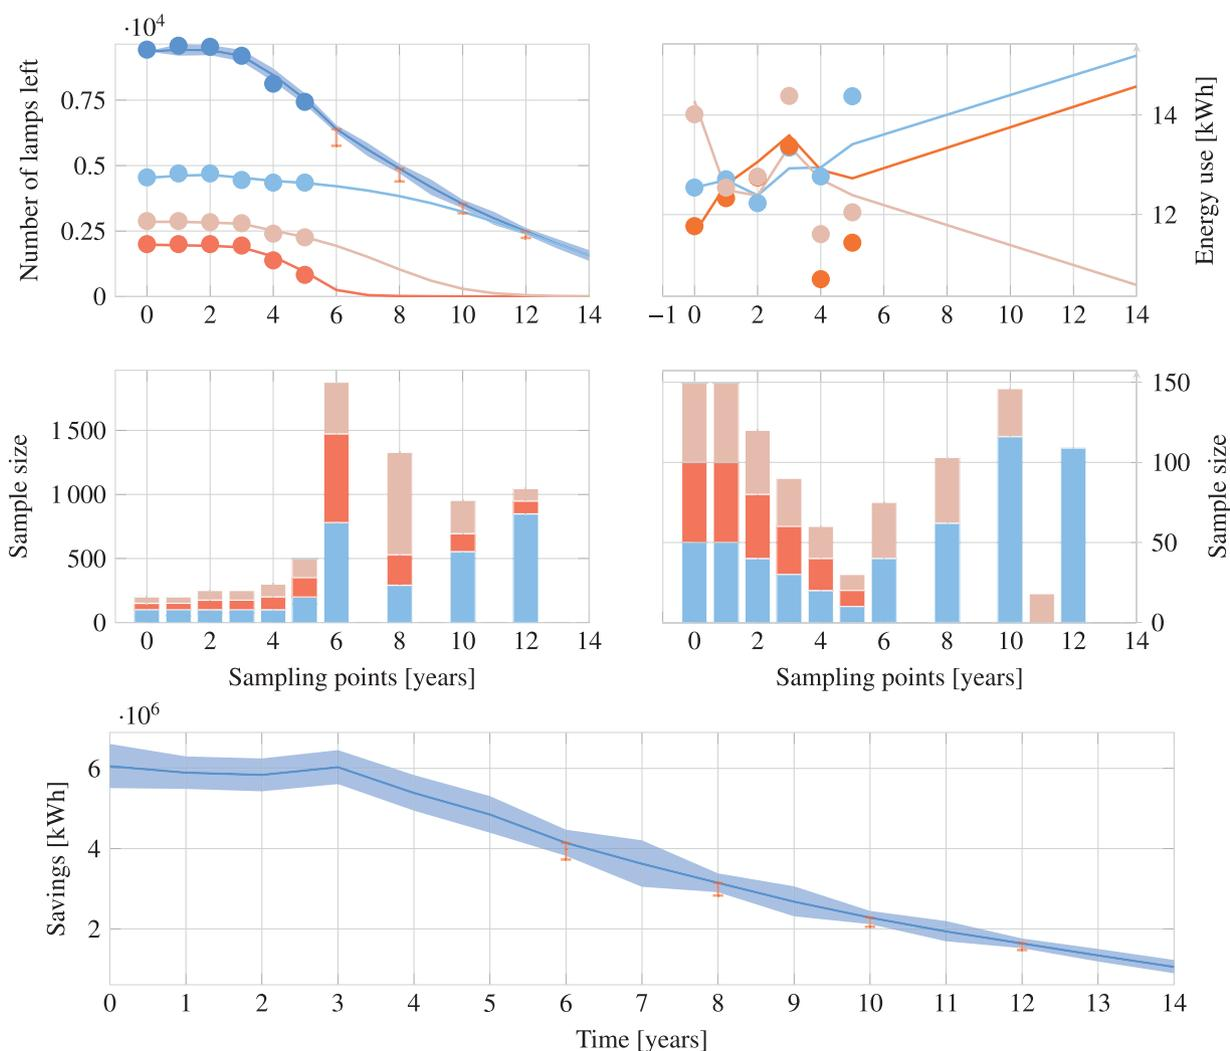 ·10⁴
Number of lamps left
0.75
0.5
0.25
0
0 2 4 6 8 10 12 14
14
12
Energy use [kWh]
−1 0 2 4 6 8 10 12 14
Sample size
1 500
1 000
500
0
0 2 4 6 8 10 12 14
Sampling points [years]
150
100
50
0
Sample size
0 2 4 6 8 10 12 14
Sampling points [years]
·10⁶
Savings [kWh]
6
4
2
0 1 2 3 4 5 6 7 8 9 10 11 12 13 14
Time [years]